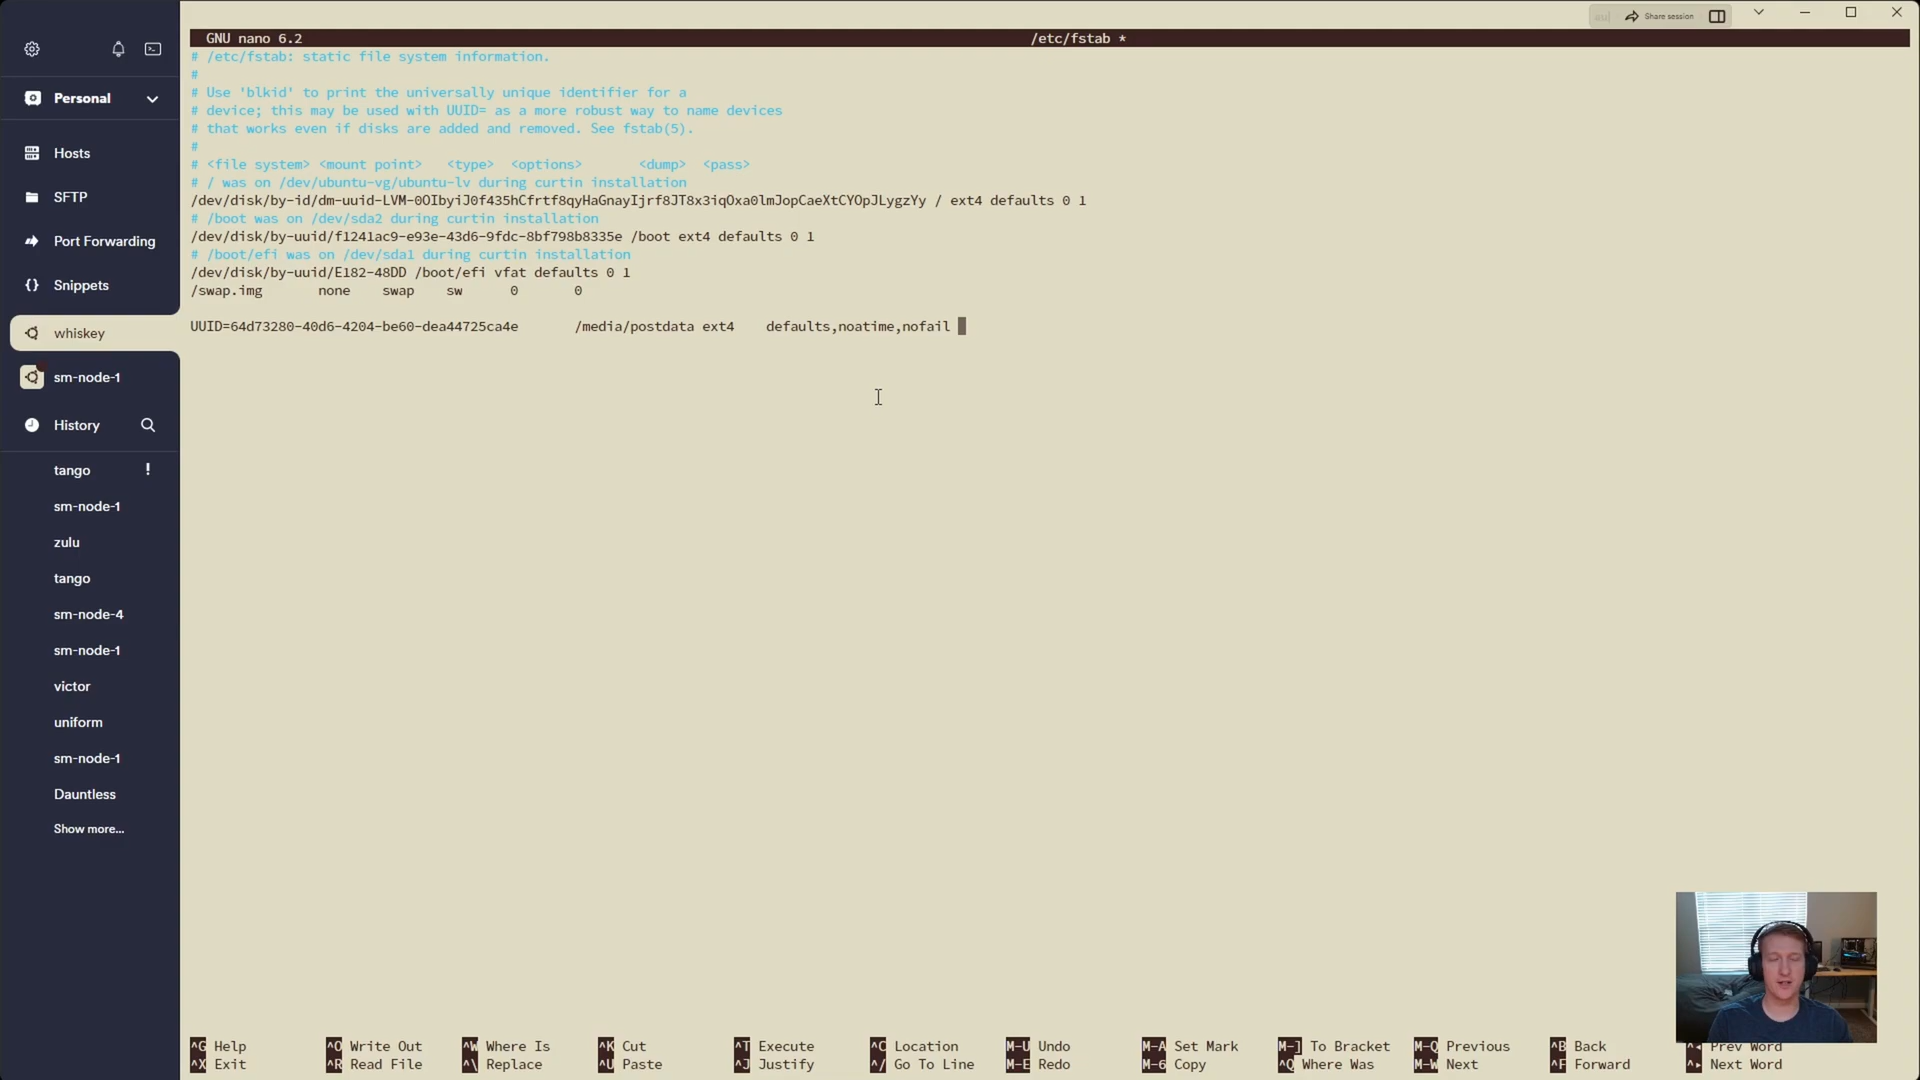 Share session
Personal
Hosts
SFTP
Port Forwarding
Snippets
whiskey
sm-node-1
History
tango !
sm-node-1
zulu
tango
sm-node-4
sm-node-1
victor
uniform
sm-node-1
Dauntless
Show more...
GNU nano 6.2 /etc/fstab *
# /etc/fstab: static file system information.
#
# Use 'blkid' to print the universally unique identifier for a
# device; this may be used with UUID= as a more robust way to name devices
# that works even if disks are added and removed. See fstab(5).
#
# <file system> <mount point>   <type>  <options>       <dump>  <pass>
# / was on /dev/ubuntu-vg/ubuntu-lv during curtin installation
/dev/disk/by-id/dm-uuid-LVM-0OIbyiJ0f435hCfrtf8qyHaGnayIjrf8JT8x3iqOxa0lmJopCaeXtCYOpJLygzYy / ext4 defaults 0 1
# /boot was on /dev/sda2 during curtin installation
/dev/disk/by-uuid/f1241ac9-e93e-43d6-9fdc-8bf798b8335e /boot ext4 defaults 0 1
# /boot/efi was on /dev/sda1 during curtin installation
/dev/disk/by-uuid/E182-48DD /boot/efi vfat defaults 0 1
/swap.img       none    swap    sw      0       0
UUID=64d73280-40d6-4204-be60-dea44725ca4e       /media/postdata ext4    defaults,noatime,nofail
^G Help ^O Write Out ^W Where Is ^K Cut ^T Execute ^C Location M-U Undo M-A Set Mark M-] To Bracket M-Q Previous ^B Back ^◂ Prev Word
^X Exit ^R Read File ^\ Replace ^U Paste ^J Justify ^/ Go To Line M-E Redo M-6 Copy ^Q Where Was M-W Next ^F Forward ^▸ Next Word